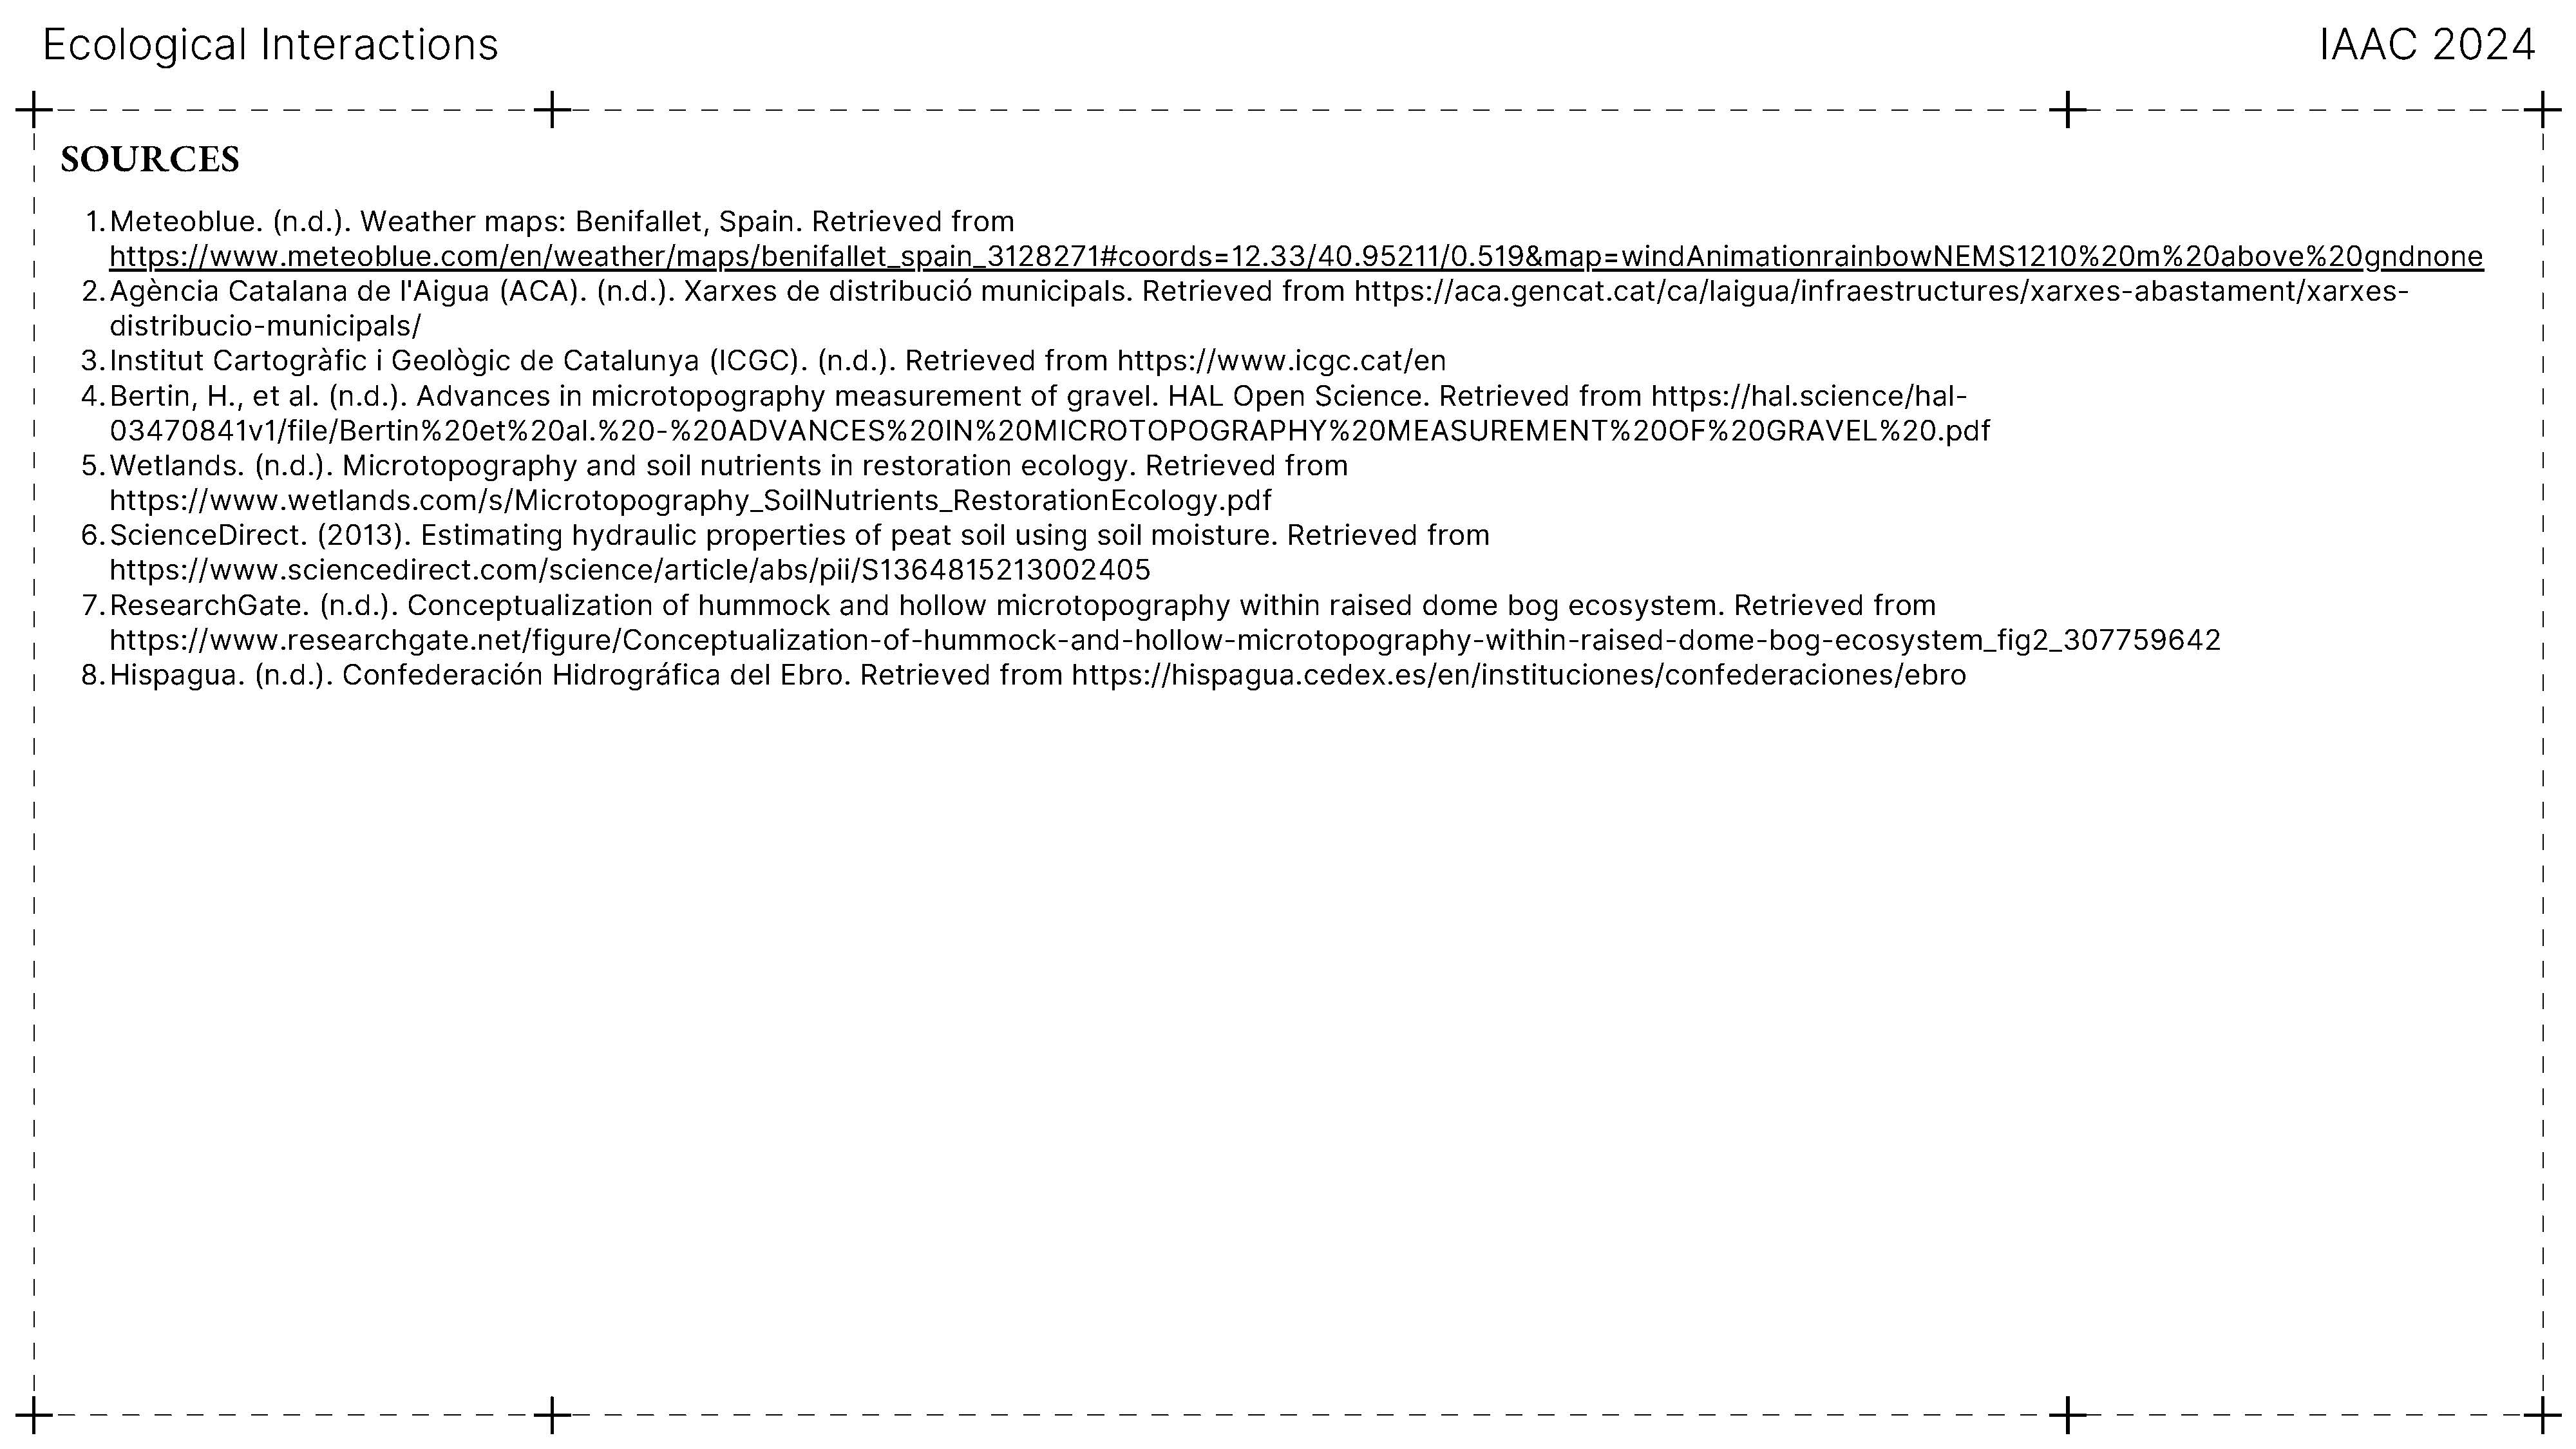 Ecological Interactions
IAAC 2024
SOURCES
1. Meteoblue. (n.d.). Weather maps: Benifallet, Spain. Retrieved from
https://www.meteoblue.com/en/weather/maps/benifallet_spain_3128271#coords=12.33/40.95211/0.519&map=windAnimationrainbowNEMS1210%20m%20above%20gndnone
2. Agència Catalana de l'Aigua (ACA). (n.d.). Xarxes de distribució municipals. Retrieved from https://aca.gencat.cat/ca/laigua/infraestructures/xarxes-abastament/xarxes-
distribucio-municipals/
3. Institut Cartogràfic i Geològic de Catalunya (ICGC). (n.d.). Retrieved from https://www.icgc.cat/en
4. Bertin, H., et al. (n.d.). Advances in microtopography measurement of gravel. HAL Open Science. Retrieved from https://hal.science/hal-
03470841v1/file/Bertin%20et%20al.%20-%20ADVANCES%20IN%20MICROTOPOGRAPHY%20MEASUREMENT%20OF%20GRAVEL%20.pdf
5. Wetlands. (n.d.). Microtopography and soil nutrients in restoration ecology. Retrieved from
https://www.wetlands.com/s/Microtopography_SoilNutrients_RestorationEcology.pdf
6. ScienceDirect. (2013). Estimating hydraulic properties of peat soil using soil moisture. Retrieved from
https://www.sciencedirect.com/science/article/abs/pii/S1364815213002405
7. ResearchGate. (n.d.). Conceptualization of hummock and hollow microtopography within raised dome bog ecosystem. Retrieved from
https://www.researchgate.net/figure/Conceptualization-of-hummock-and-hollow-microtopography-within-raised-dome-bog-ecosystem_fig2_307759642
8. Hispagua. (n.d.). Confederación Hidrográfica del Ebro. Retrieved from https://hispagua.cedex.es/en/instituciones/confederaciones/ebro